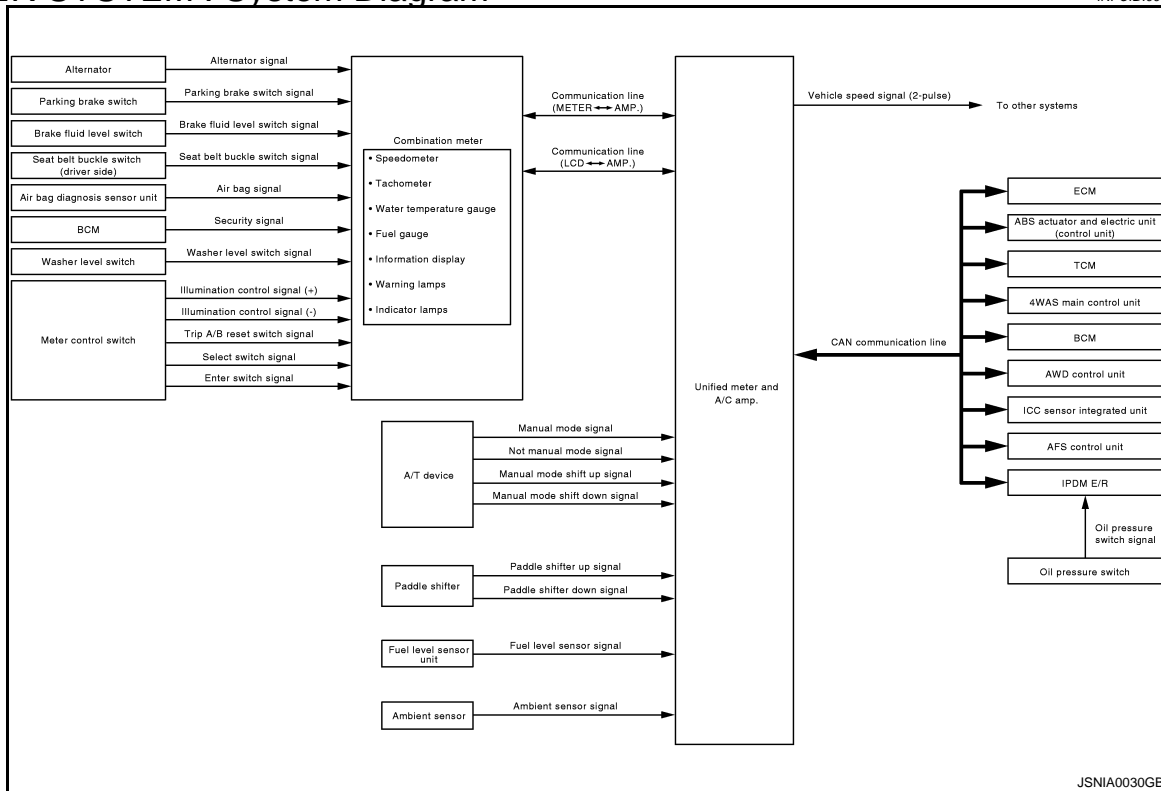 System Diagram
Alternator
Alternator signal
Parking brake switch
Parking brake switch signal
Brake fluid level switch
Brake fluid level switch signal
Seat belt buckle switch
(driver side)
Seat belt buckle switch signal
Air bag diagnosis sensor unit
Air bag signal
BCM
Security signal
Washer level switch
Washer level switch signal
Meter control switch
Illumination control signal (+)
Illumination control signal (-)
Trip A/B reset switch signal
Select switch signal
Enter switch signal
Combination meter
• Speedometer
• Tachometer
• Water temperature gauge
• Fuel gauge
• Information display
• Warning lamps
• Indicator lamps
Communication line
(METER ↔ AMP.)
Communication line
(LCD ↔ AMP.)
A/T device
Manual mode signal
Not manual mode signal
Manual mode shift up signal
Manual mode shift down signal
Paddle shifter
Paddle shifter up signal
Paddle shifter down signal
Fuel level sensor
unit
Fuel level sensor signal
Ambient sensor
Ambient sensor signal
Unified meter and
A/C amp.
Vehicle speed signal (2-pulse)
To other systems
CAN communication line
ECM
ABS actuator and electric unit
(control unit)
TCM
4WAS main control unit
BCM
AWD control unit
ICC sensor integrated unit
AFS control unit
IPDM E/R
Oil pressure
switch signal
Oil pressure switch
JSNIA0030GB